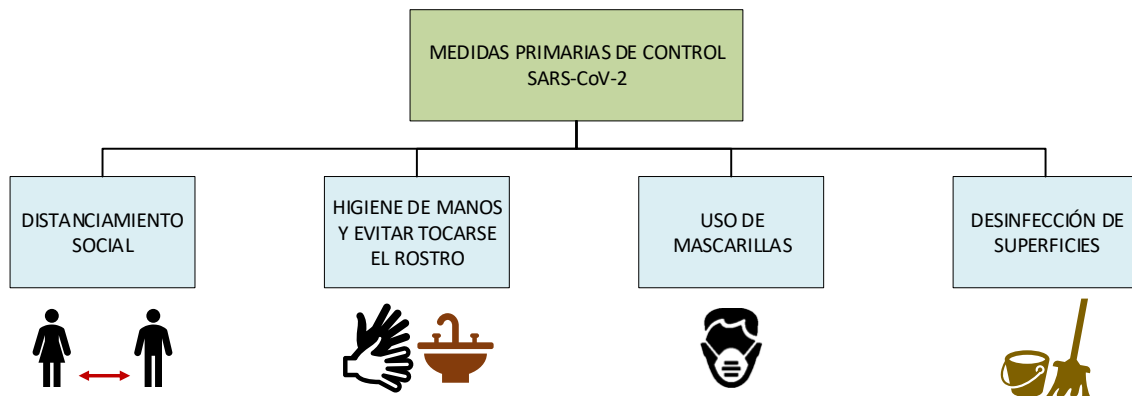 MEDIDAS PRIMARIAS DE CONTROL
SARS-CoV-2
DISTANCIAMIENTO
SOCIAL
HIGIENE DE MANOS
Y EVITAR TOCARSE
EL ROSTRO
USO DE
MASCARILLAS
DESINFECCIÓN DE
SUPERFICIES